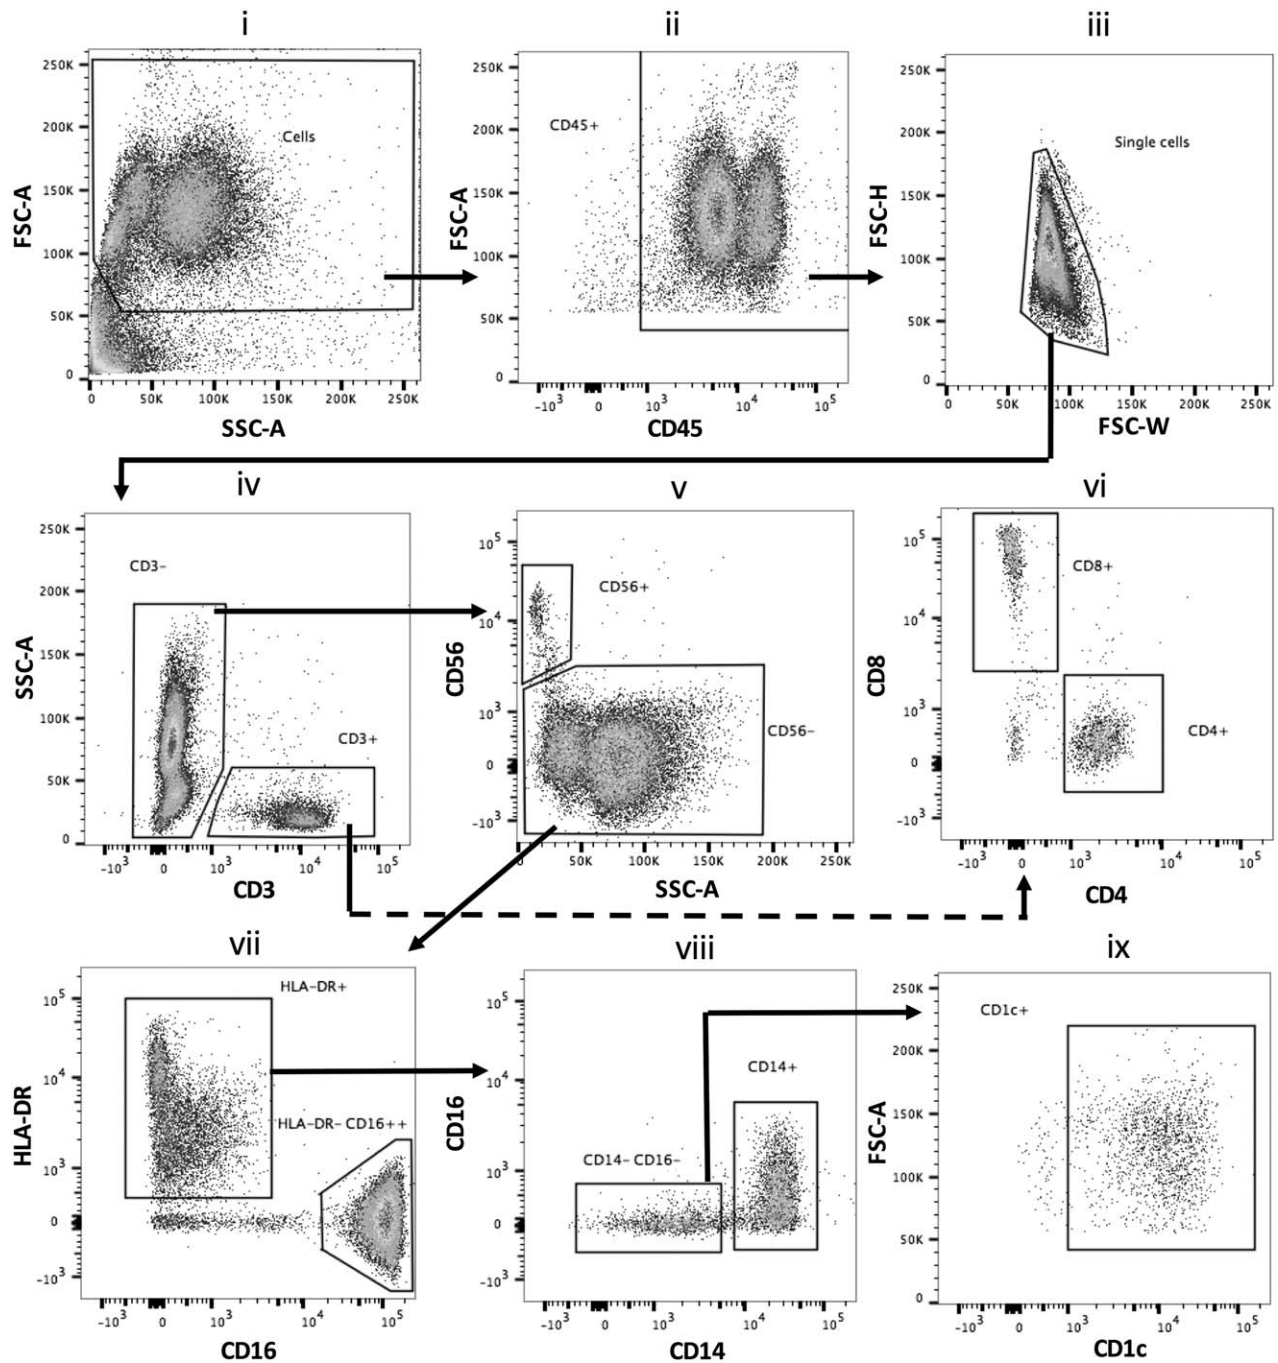 i
ii
iii
250K
200K
150K
100K
50K
0
FSC-A
Cells
0 50K 100K 150K 200K 250K
SSC-A
250K
200K
150K
100K
50K
0
FSC-A
CD45+
-10³ 0 10³ 10⁴ 10⁵
CD45
250K
200K
150K
100K
50K
0
FSC-H
Single cells
0 50K 100K 150K 200K 250K
FSC-W
iv
v
vi
250K
200K
150K
100K
50K
0
SSC-A
CD3-
CD3+
-10³ 0 10³ 10⁴ 10⁵
CD3
10⁵
10⁴
10³
0
-10³
CD56
CD56+
CD56-
0 50K 100K 150K 200K 250K
SSC-A
10⁵
10⁴
10³
0
-10³
CD8
CD8+
CD4+
-10³ 0 10³ 10⁴ 10⁵
CD4
vii
viii
ix
10⁵
10⁴
10³
0
-10³
HLA-DR
HLA-DR+
HLA-DR- CD16++
-10³ 0 10³ 10⁴ 10⁵
CD16
10⁵
10⁴
10³
0
-10³
CD16
CD14+
CD14- CD16-
-10³ 0 10³ 10⁴ 10⁵
CD14
250K
200K
150K
100K
50K
0
FSC-A
CD1c+
-10³ 0 10³ 10⁴ 10⁵
CD1c